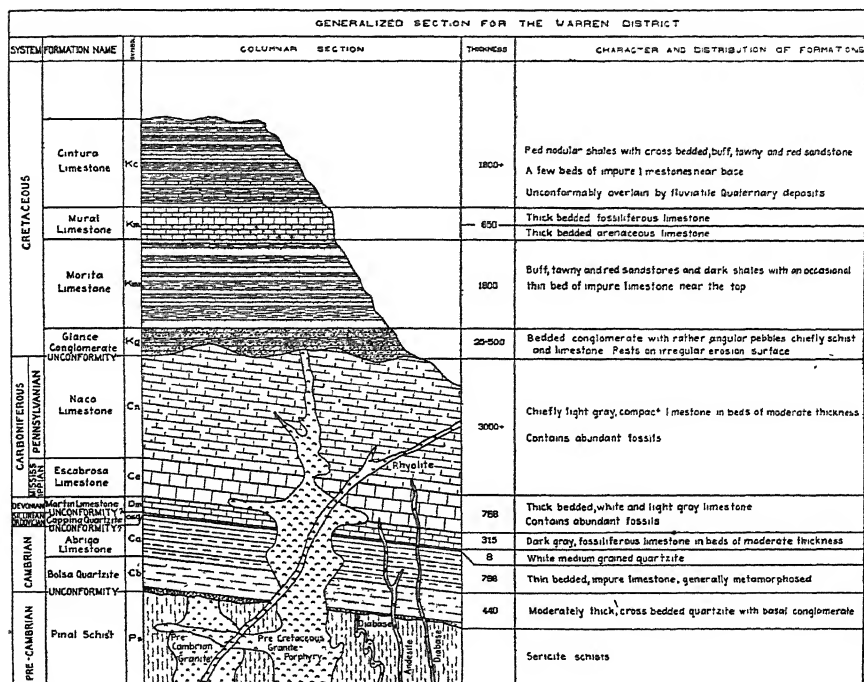 GENERALIZED SECTION FOR THE WARREN DISTRICT
SYSTEM FORMATION NAME COLUMNAR SECTION THICKNESS CHARACTER AND DISTRIBUTION OF FORMATIONS
CRETACEOUS
Cintura
Limestone
Kc
1800+
Red nodular shales with cross bedded, buff, tawny and red sandstone
A few beds of impure limestones near base
Unconformably overlain by fluviatile Quaternary deposits
Mural
Limestone
Km
650
Thick bedded fossiliferous limestone
Thick bedded arenaceous limestone
Morita
Limestone
1800
Buff, tawny and red sandstones and dark shales with an occasional
thin bed of impure limestone near the top
Glance
Conglomerate
Kg
25-500
Bedded conglomerate with rather angular pebbles chiefly schist
and limestone Rests on irregular erosion surface
UNCONFORMITY
CARBONIFEROUS
PENNSYLVANIAN
Naco
Limestone
Cn
3000+
Chiefly light gray, compact limestone in beds of moderate thickness
Contains abundant fossils
MISSISS
IPPIAN
Escabrosa
Limestone
Ce
Rhyolite
DEVONIAN
Martin Limestone
Dm
768
Thick bedded, white and light gray limestone
Contains abundant fossils
UNCONFORMITY?
SILURIAN
ORDOVICIAN
Capping Quartzite
UNCONFORMITY?
CAMBRIAN
Abrigo
Limestone
Ca
315
Dark gray, fossiliferous limestone in beds of moderate thickness
8
White medium grained quartzite
Bolsa Quartzite
Cb
798
Thin bedded, impure limestone, generally metamorphosed
UNCONFORMITY
440
Moderately thick, cross bedded quartzite with basal conglomerate
PRE-CAMBRIAN
Pinal Schist
Ps
Pre-
Cambrian
Granite
Pre Cretaceous
Granite-
Porphyry
Diabase
Andesite
Diabase
Sericite schists